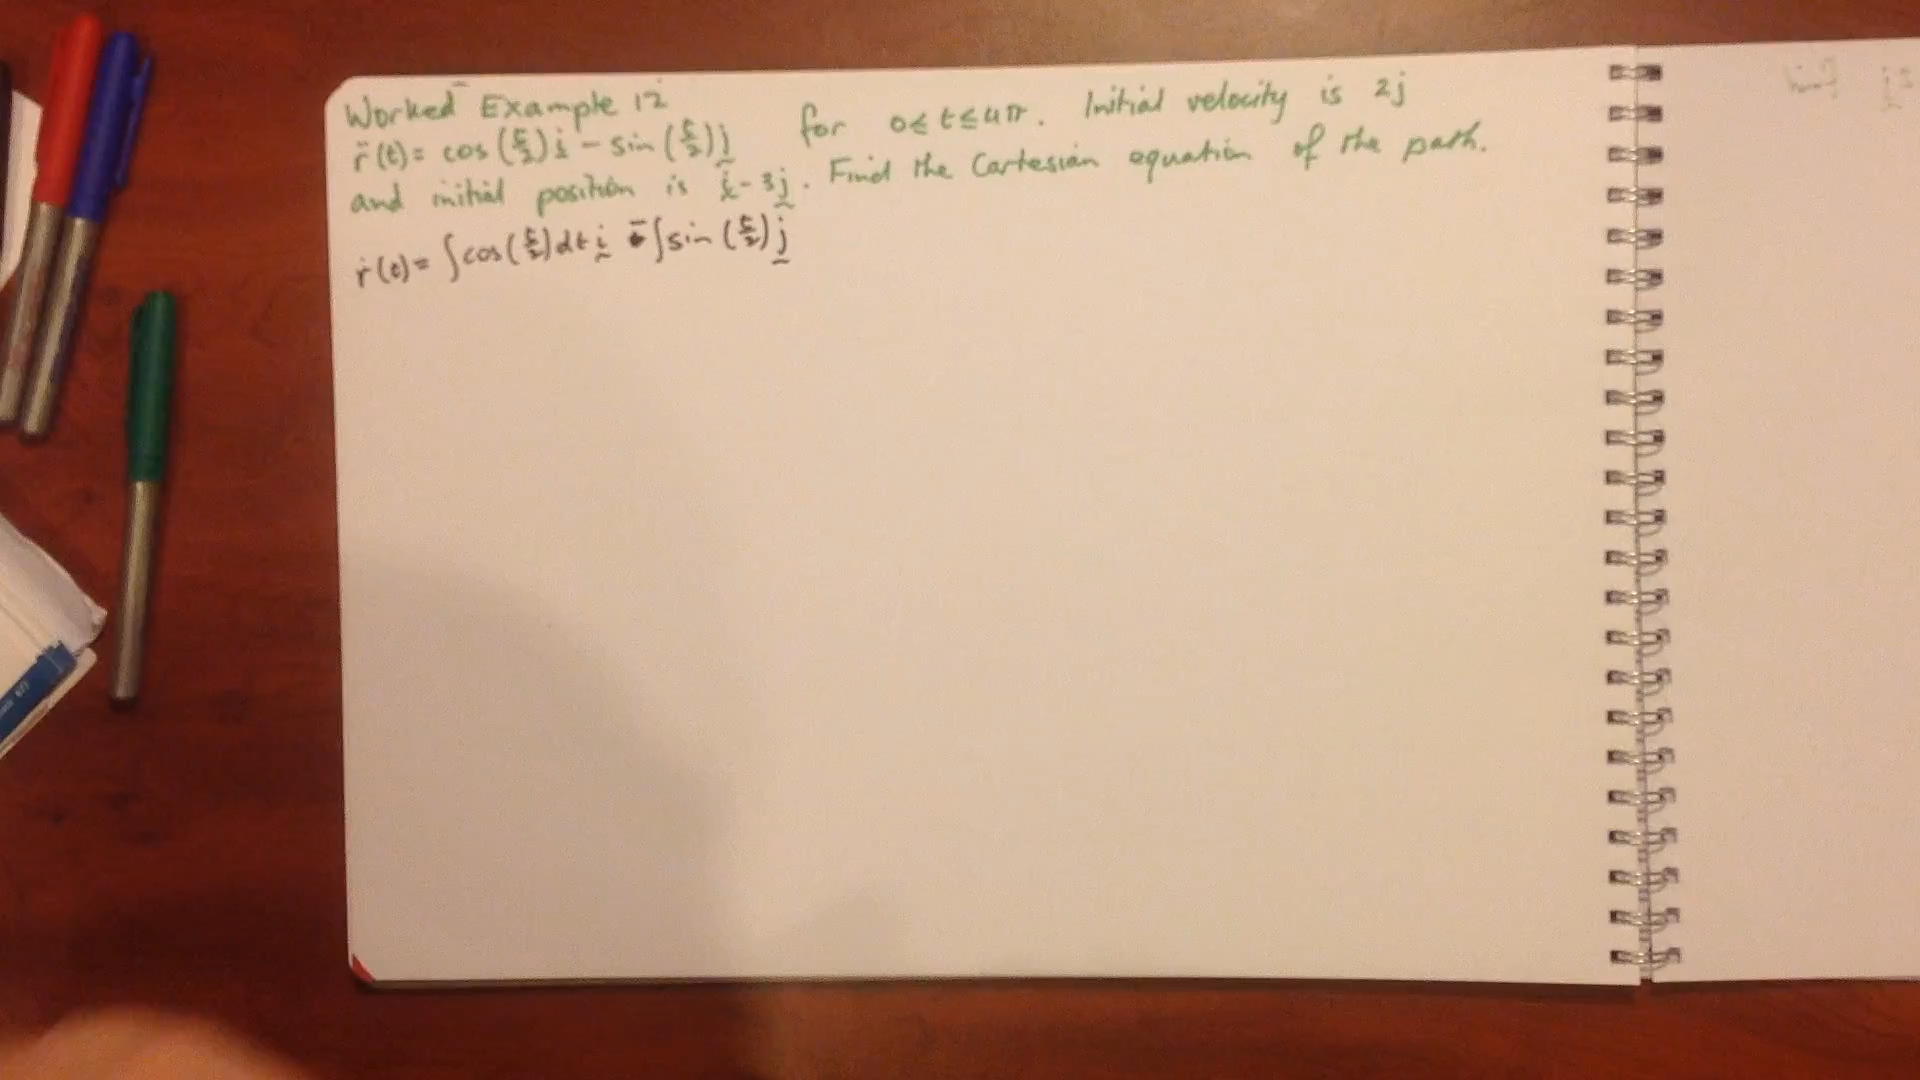 Worked Example 12
r̈(t) = cos(t/2) i - sin(t/2) j for 0 ≤ t ≤ 4π. Initial velocity is 2j
and initial position is i - 3j. Find the Cartesian equation of the path.
ṙ(t) = ∫cos(t/2)dt i - ∫sin(t/2) j